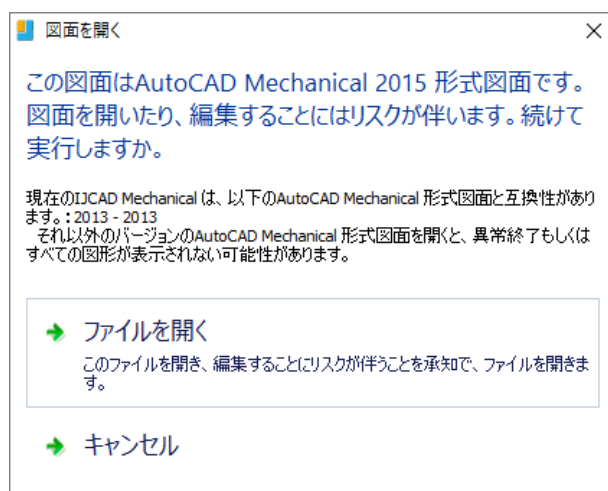 図面を開く
この図面はAutoCAD Mechanical 2015 形式図面です。
図面を開いたり、編集することにはリスクが伴います。続けて
実行しますか。
現在のIJCAD Mechanical は、以下のAutoCAD Mechanical 形式図面と互換性があり
ます。: 2013 - 2013
それ以外のバージョンのAutoCAD Mechanical 形式図面を開くと、異常終了もしくは
すべての図形が表示されない可能性があります。
ファイルを開く
このファイルを開き、編集することにリスクが伴うことを承知で、ファイルを開きま
す。
キャンセル